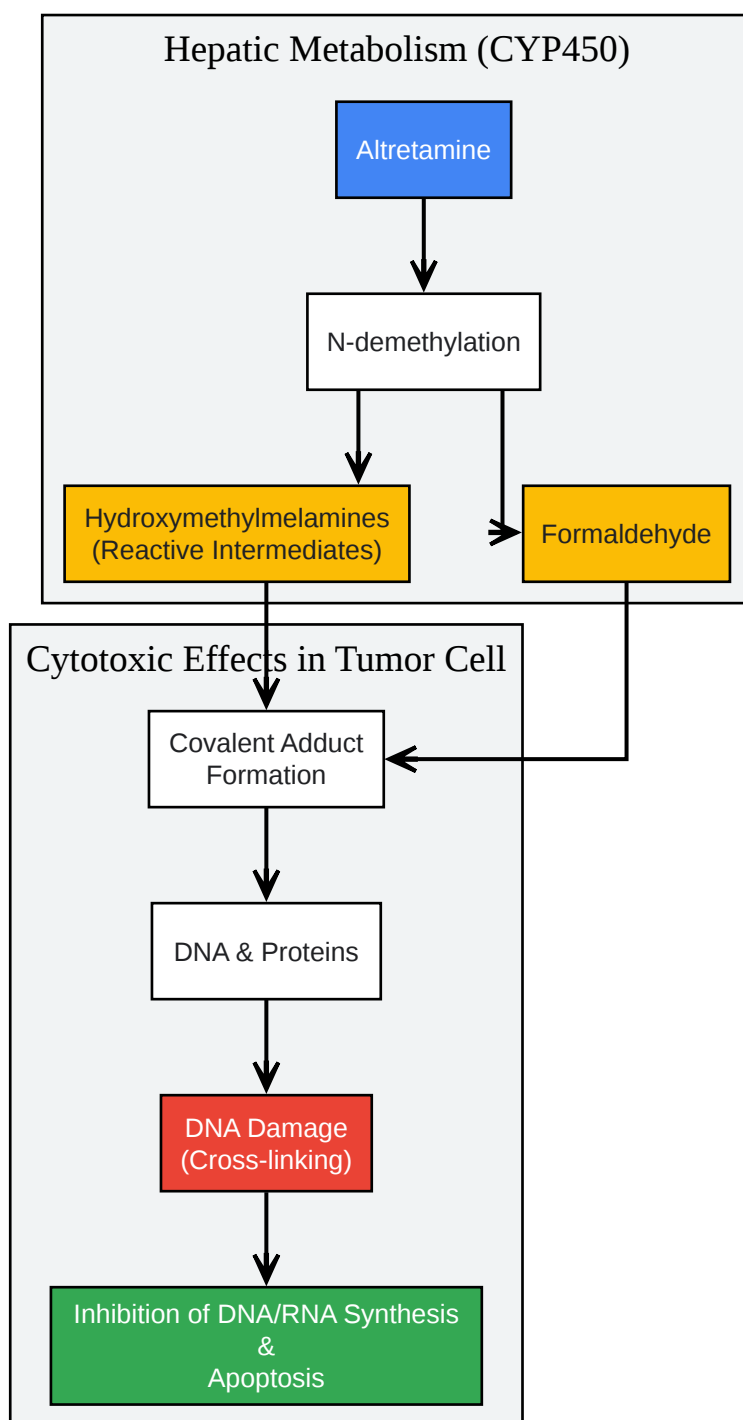 Hepatic Metabolism (CYP450)
Altretamine
N-demethylation
Hydroxymethylmelamines
(Reactive Intermediates)
Formaldehyde
Cytotoxic Effects in Tumor Cell
Covalent Adduct
Formation
DNA & Proteins
DNA Damage
(Cross-linking)
Inhibition of DNA/RNA Synthesis
&
Apoptosis